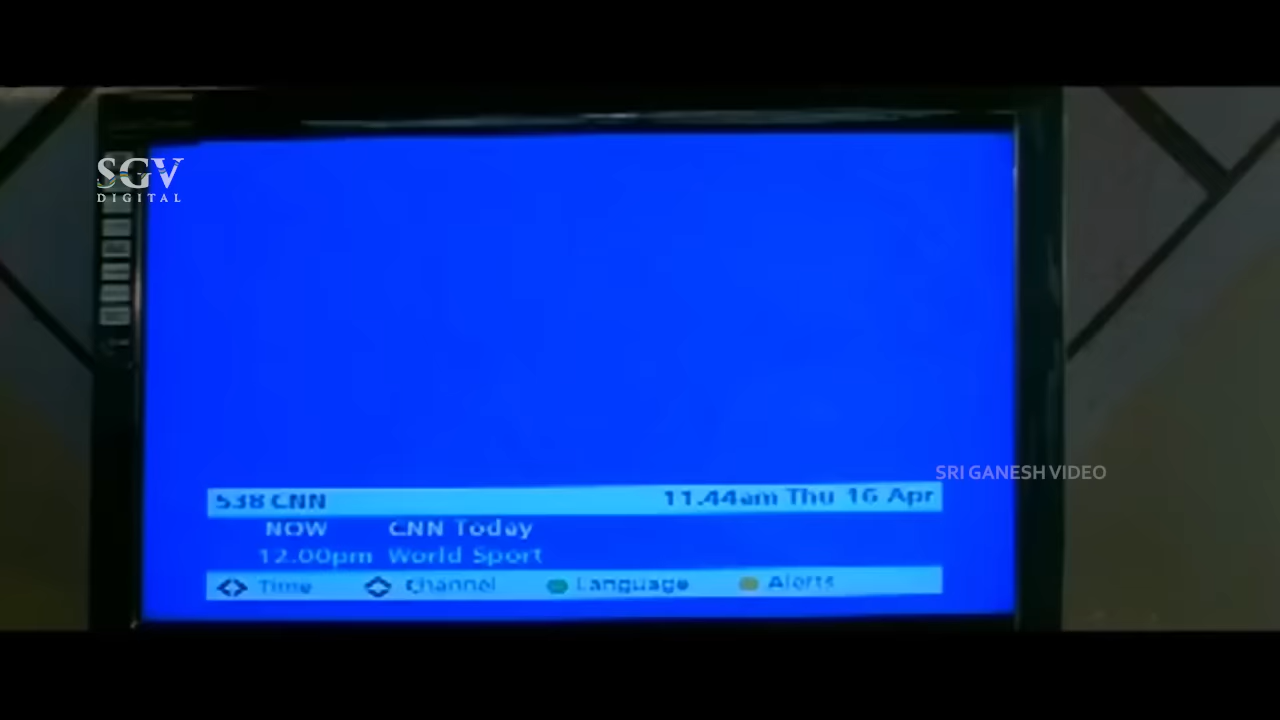 SGV
DIGITAL
SRI GANESH VIDEO
538 CNN 11.44am Thu 16 Apr
NOW CNN Today
12.00pm World Sport
Time Channel Language Alerts